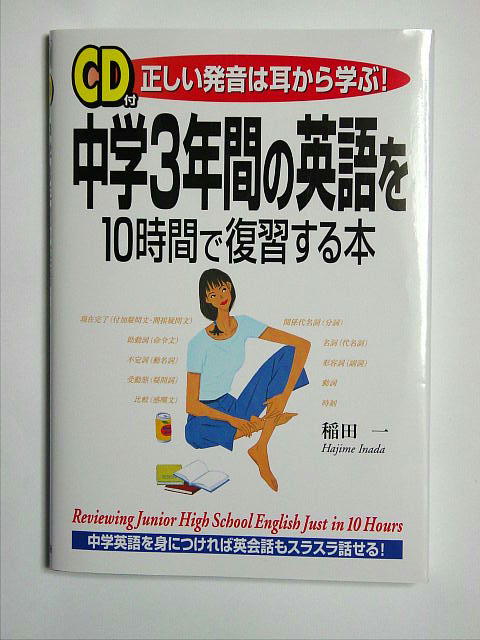 CD付
正しい発音は耳から学ぶ!
中学3年間の英語を
10時間で復習する本
現在完了(付加疑問文・間接疑問文)
助動詞(命令文)
不定詞(動名詞)
受動態(疑問詞)
比較(感嘆文)
関係代名詞(分詞)
名詞(代名詞)
形容詞(副詞)
動詞
時制
稲田 一
Hajime Inada
Reviewing Junior High School English Just in 10 Hours
中学英語を身につければ英会話もスラスラ話せる!